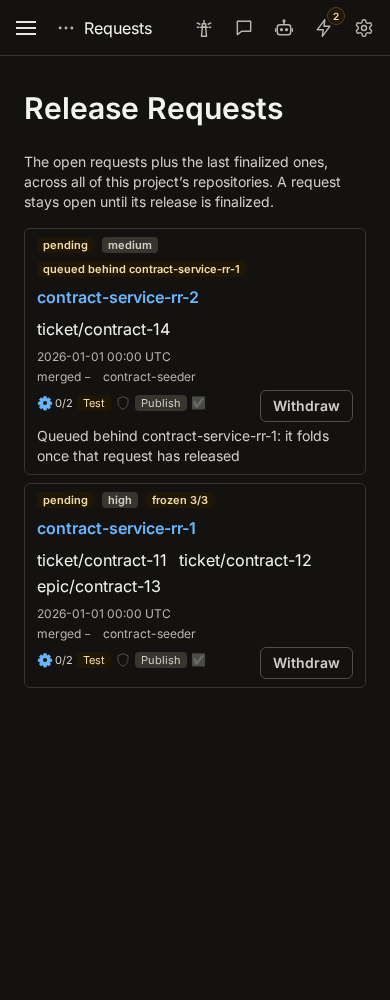 ··· Requests 2
Release Requests
The open requests plus the last finalized ones,
across all of this project's repositories. A request
stays open until its release is finalized.
pending medium
queued behind contract-service-rr-1
contract-service-rr-2
ticket/contract-14
2026-01-01 00:00 UTC
merged – contract-seeder
0/2 Test Publish
Withdraw
Queued behind contract-service-rr-1: it folds
once that request has released
pending high frozen 3/3
contract-service-rr-1
ticket/contract-11 ticket/contract-12
epic/contract-13
2026-01-01 00:00 UTC
merged – contract-seeder
0/2 Test Publish
Withdraw